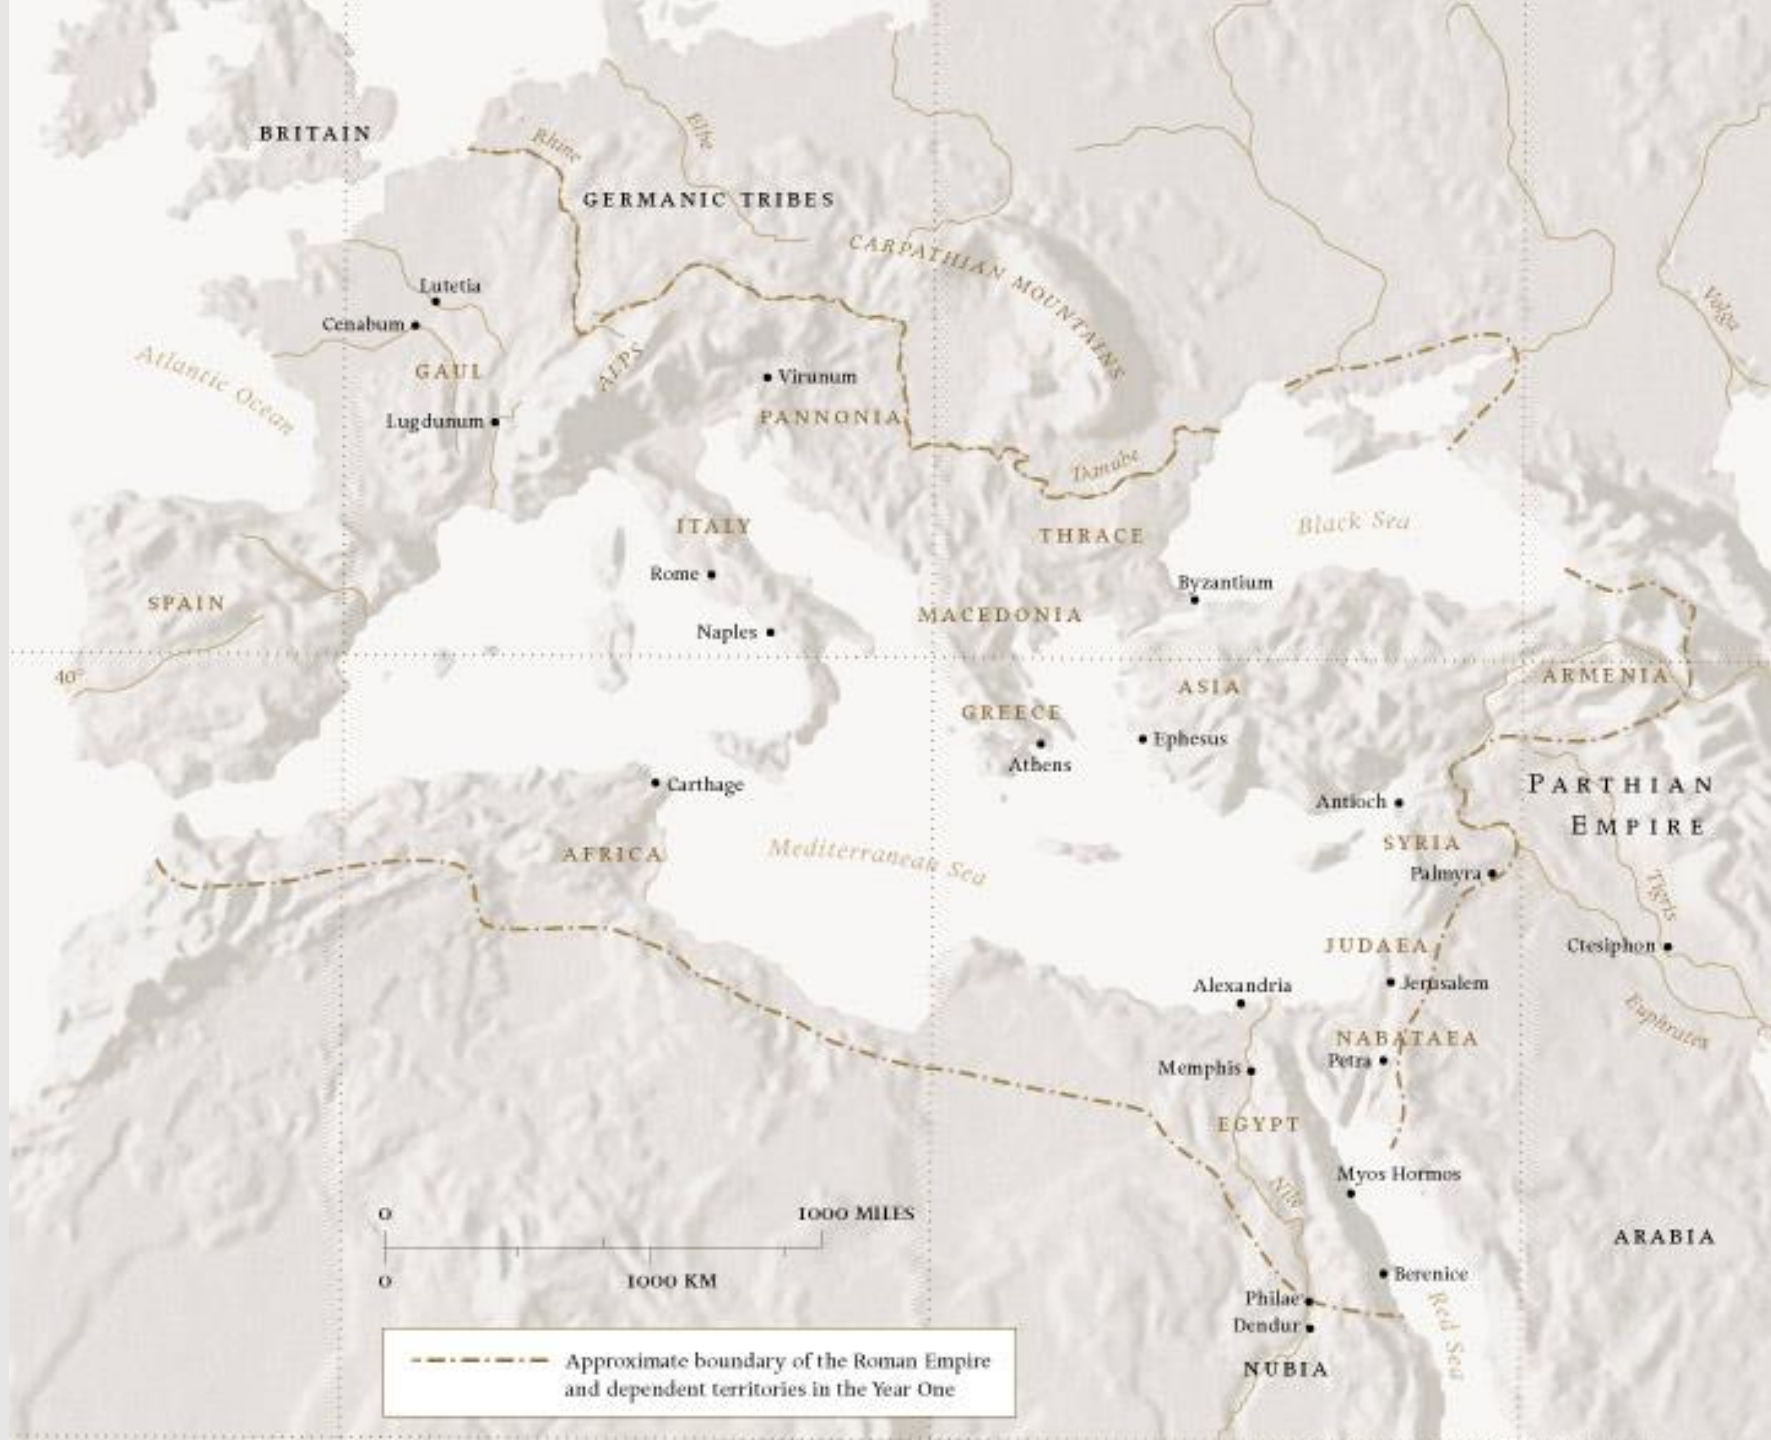 BRITAIN
Rhine
Elbe
GERMANIC TRIBES
CARPATHIAN MOUNTAINS
Volga
Lutetia
Cenabum
Atlantic Ocean
GAUL
ALPS
Virunum
PANNONIA
Lugdunum
Danube
ITALY
THRACE
Black Sea
Rome
Byzantium
SPAIN
MACEDONIA
Naples
40°
ASIA
ARMENIA
GREECE
Ephesus
Athens
Carthage
PARTHIAN
EMPIRE
Antioch
AFRICA
Mediterranean Sea
SYRIA
Palmyra
Tigris
JUDAEA
Ctesiphon
Alexandria
Jerusalem
Euphrates
NABATAEA
Petra
Memphis
EGYPT
Myos Hormos
Nile
0
1000 MILES
ARABIA
0
1000 KM
Berenice
Philae
Dendur
Red Sea
NUBIA
Approximate boundary of the Roman Empire
and dependent territories in the Year One